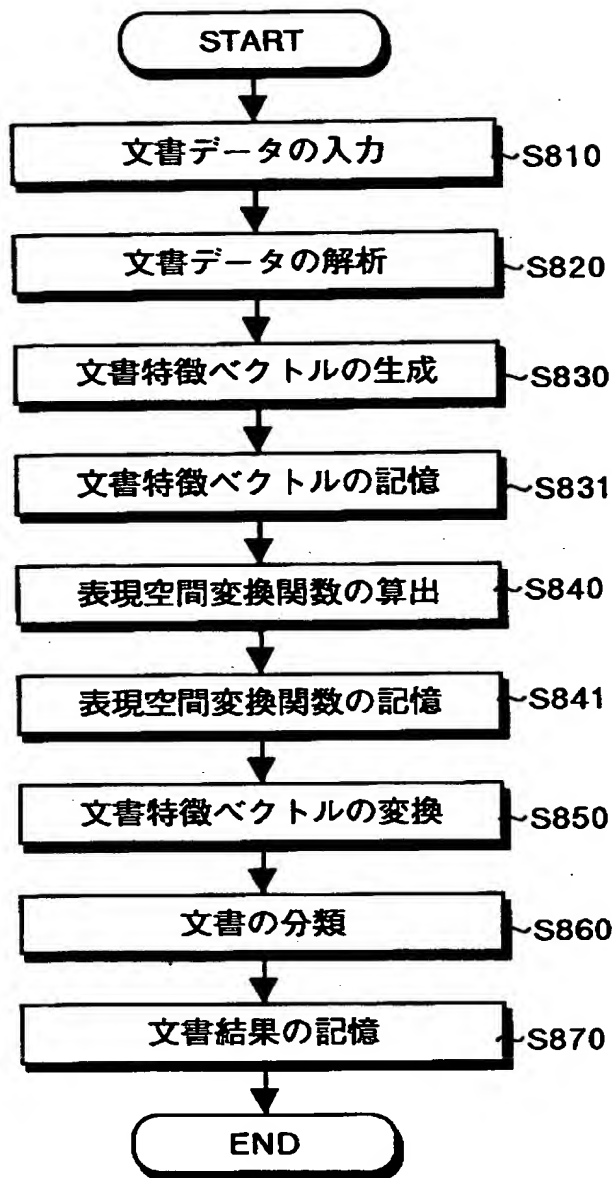 START
文書データの入力 ~S810
文書データの解析 ~S820
文書特徴ベクトルの生成 ~S830
文書特徴ベクトルの記憶 ~S831
表現空間変換関数の算出 ~S840
表現空間変換関数の記憶 ~S841
文書特徴ベクトルの変換 ~S850
文書の分類 ~S860
文書結果の記憶 ~S870
END